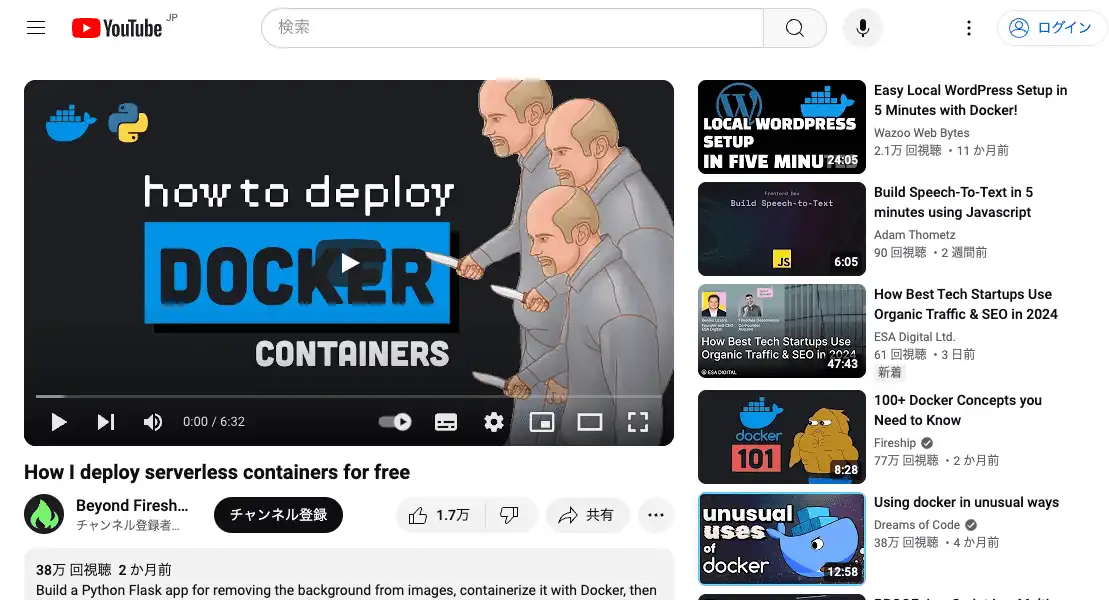 YouTube JP
検索
ログイン
how to deploy
DOCKER
CONTAINERS
0:00 / 6:32
How I deploy serverless containers for free
Beyond Firesh...
チャンネル登録者...
チャンネル登録
1.7万
共有
38万 回視聴 2 か月前
Build a Python Flask app for removing the background from images, containerize it with Docker, then
LOCAL WORDPRESS
SETUP
IN FIVE MINU
24:05
Easy Local WordPress Setup in
5 Minutes with Docker!
Wazoo Web Bytes
2.1万 回視聴 ・11 か月前
Frontend Dev
Build Speech-to-Text
JS
6:05
Build Speech-To-Text in 5
minutes using Javascript
Adam Thometz
90 回視聴 ・2 週間前
How Best Tech Startups Use
Organic Traffic & SEO in 2024
ESA DIGITAL
47:43
How Best Tech Startups Use
Organic Traffic & SEO in 2024
ESA Digital Ltd.
61 回視聴 ・3 日前
新着
docker
101
8:28
100+ Docker Concepts you
Need to Know
Fireship
77万 回視聴 ・2 か月前
unusual
uses
of
docker
12:58
Using docker in unusual ways
Dreams of Code
38万 回視聴 ・4 か月前